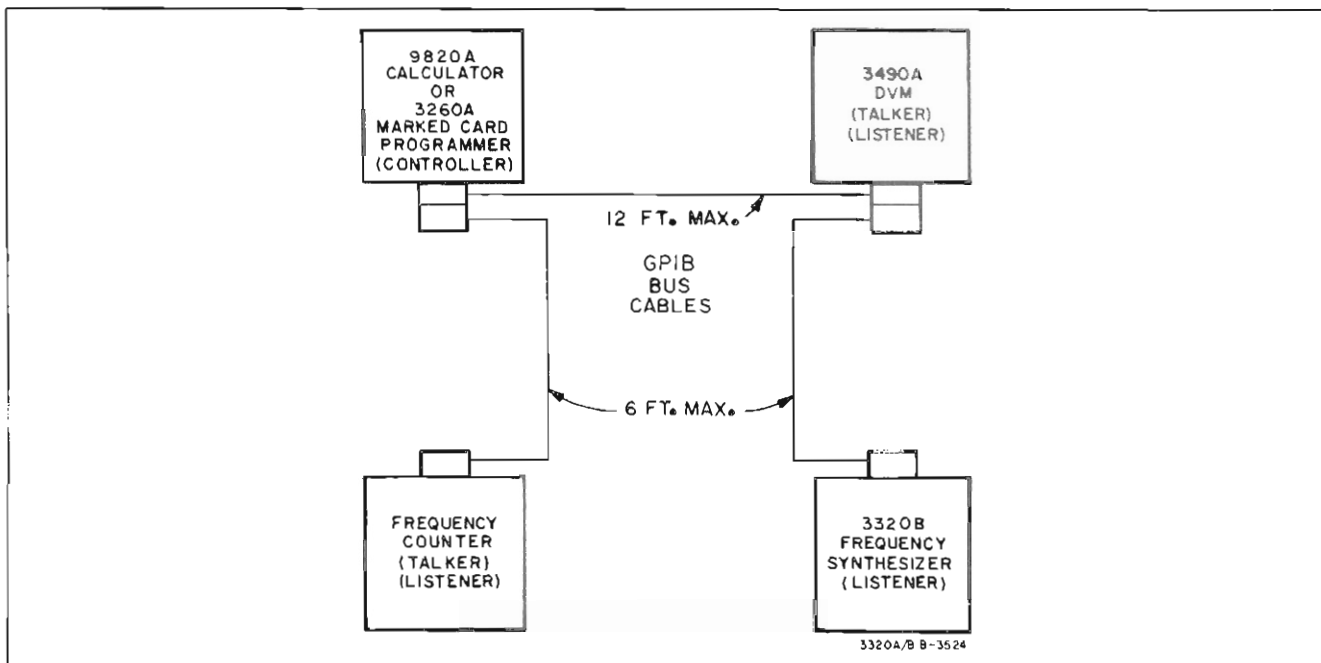 9820A
CALCULATOR
OR
3260A
MARKED CARD
PROGRAMMER
(CONTROLLER)
3490A
DVM
(TALKER)
(LISTENER)
12 FT. MAX.
GPIB
BUS
CABLES
6 FT. MAX.
FREQUENCY
COUNTER
(TALKER)
(LISTENER)
3320B
FREQUENCY
SYNTHESIZER
(LISTENER)
3320A/B B-3524